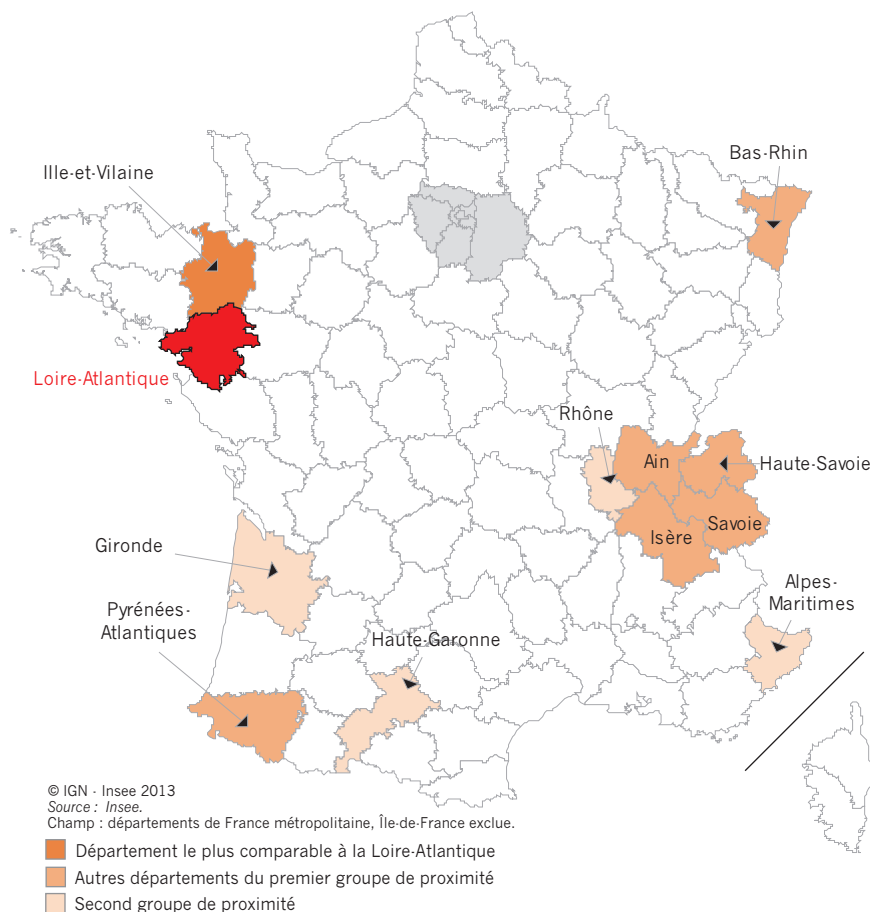 Bas-Rhin
Ille-et-Vilaine
Loire-Atlantique
Rhône
Ain
Haute-Savoie
Savoie
Isère
Gironde
Alpes-
Maritimes
Pyrénées-
Atlantiques
Haute-Garonne
© IGN - Insee 2013
Source : Insee.
Champ : départements de France métropolitaine, Île-de-France exclue.
Département le plus comparable à la Loire-Atlantique
Autres départements du premier groupe de proximité
Second groupe de proximité